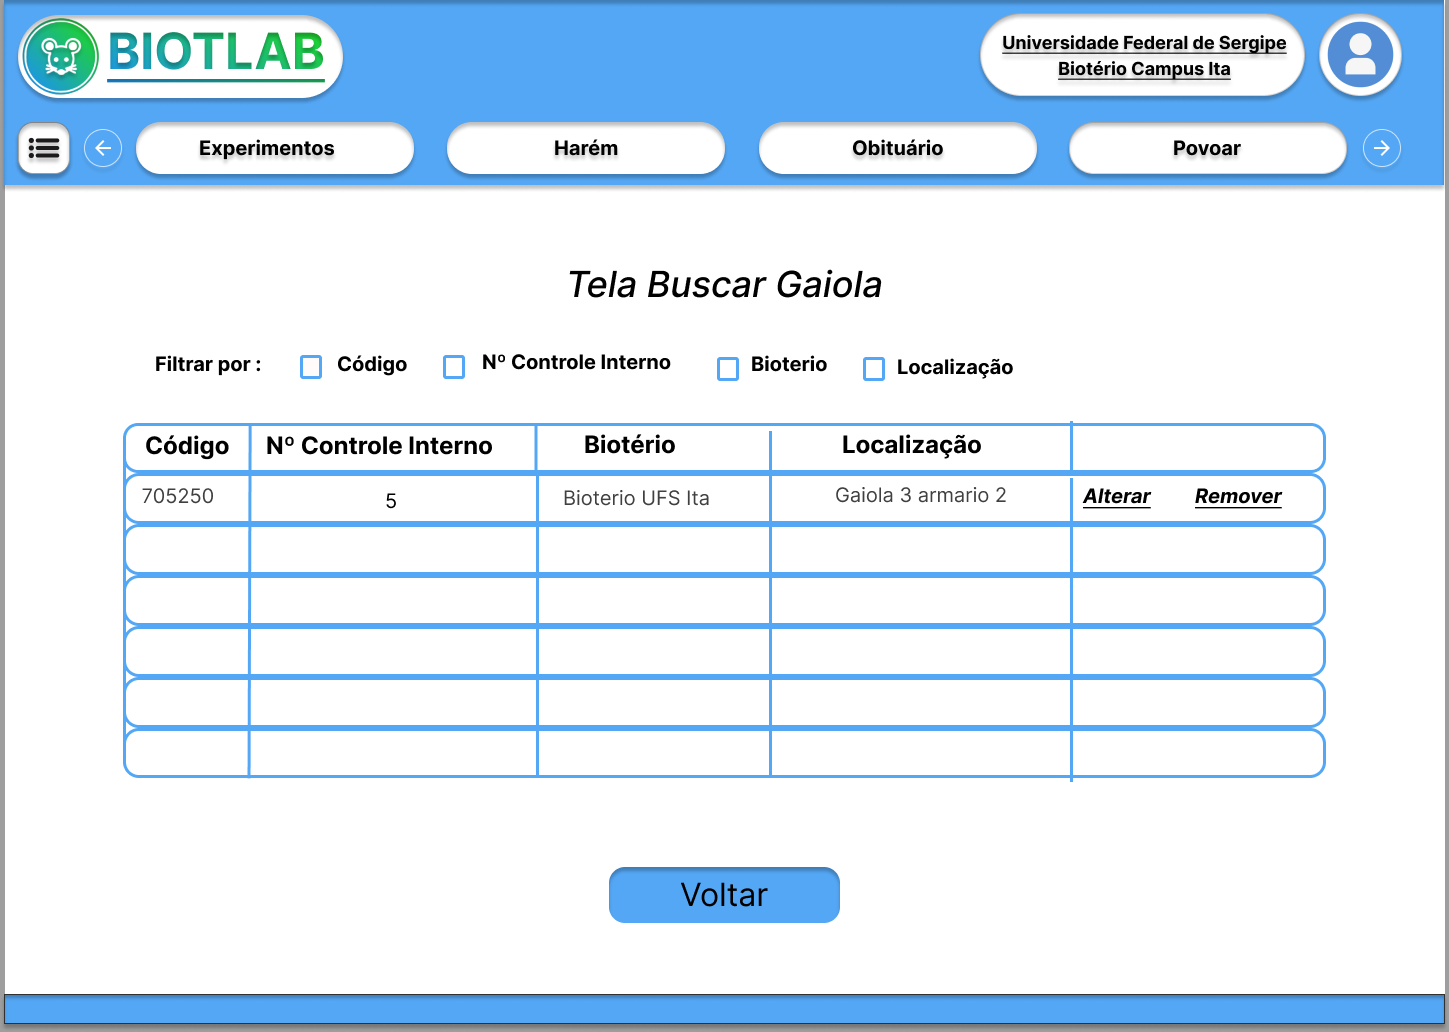 BIOTLAB
Universidade Federal de Sergipe
Biotério Campus Ita
Experimentos
Harém
Obituário
Povoar
Tela Buscar Gaiola
Filtrar por :
Código
Nº Controle Interno
Bioterio
Localização
Código
Nº Controle Interno
Biotério
Localização
705250
5
Bioterio UFS Ita
Gaiola 3 armario 2
Alterar
Remover
Voltar